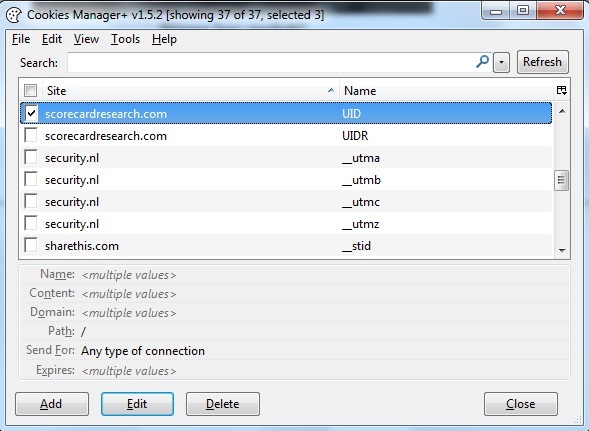 Cookies Manager+ v1.5.2 [showing 37 of 37, selected 3]
File Edit View Tools Help
Search: Refresh
Site Name
scorecardresearch.com UID
scorecardresearch.com UIDR
security.nl __utma
security.nl __utmb
security.nl __utmc
security.nl __utmz
sharethis.com __stid
Name: <multiple values>
Content: <multiple values>
Domain: <multiple values>
Path: /
Send For: Any type of connection
Expires: <multiple values>
Add Edit Delete Close